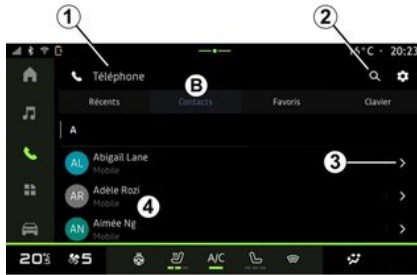 1
2
15°C · 20:23
Téléphone
B
Récents
Contacts
Favoris
Clavier
A
AL
Abigail Lane
Mobile
3
AR
Adèle Rozi
Mobile
4
AN
Aimée Ng
Mobile
20°
5
A/C